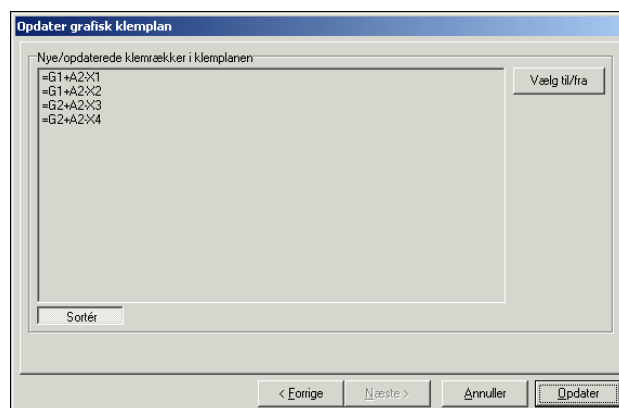 Opdater grafisk klemplan
Nye/opdaterede klemrækker i klemplanen
=G1+A2-X1
=G1+A2-X2
=G2+A2-X3
=G2+A2-X4
Vælg til/fra
Sortér
< Forrige
Næste >
Annuller
Opdater